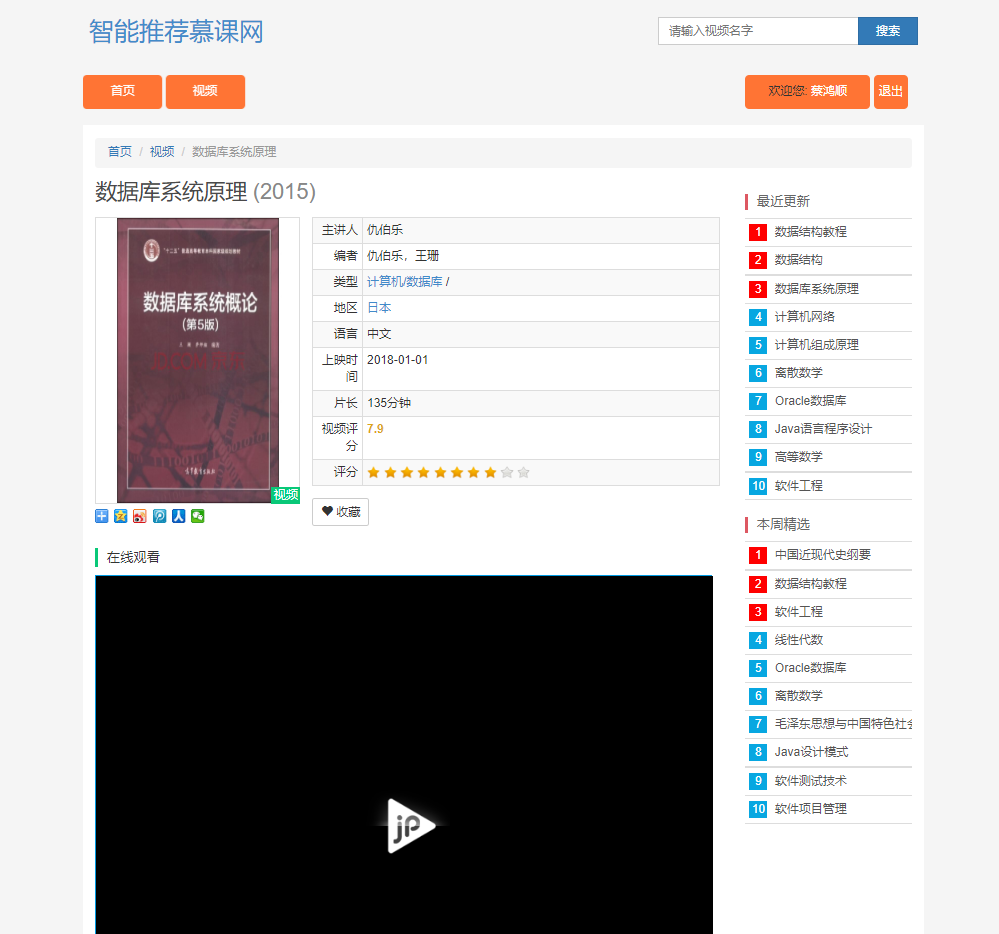 智能推荐慕课网
请输入视频名字
搜索
首页
视频
欢迎您: 蔡鸿顺
退出
首页 / 视频 / 数据库系统原理
数据库系统原理 (2015)
"十二五"普通高等教育本科国家级规划教材
数据库系统概论
(第5版)
高等教育出版社
视频
主讲人 仇伯乐
编者 仇伯乐，王珊
类型 计算机/数据库 /
地区 日本
语言 中文
上映时间 2018-01-01
片长 135分钟
视频评分 7.9
评分
收藏
在线观看
jp
最近更新
1 数据结构教程
2 数据结构
3 数据库系统原理
4 计算机网络
5 计算机组成原理
6 离散数学
7 Oracle数据库
8 Java语言程序设计
9 高等数学
10 软件工程
本周精选
1 中国近现代史纲要
2 数据结构教程
3 软件工程
4 线性代数
5 Oracle数据库
6 离散数学
7 毛泽东思想与中国特色社会
8 Java设计模式
9 软件测试技术
10 软件项目管理